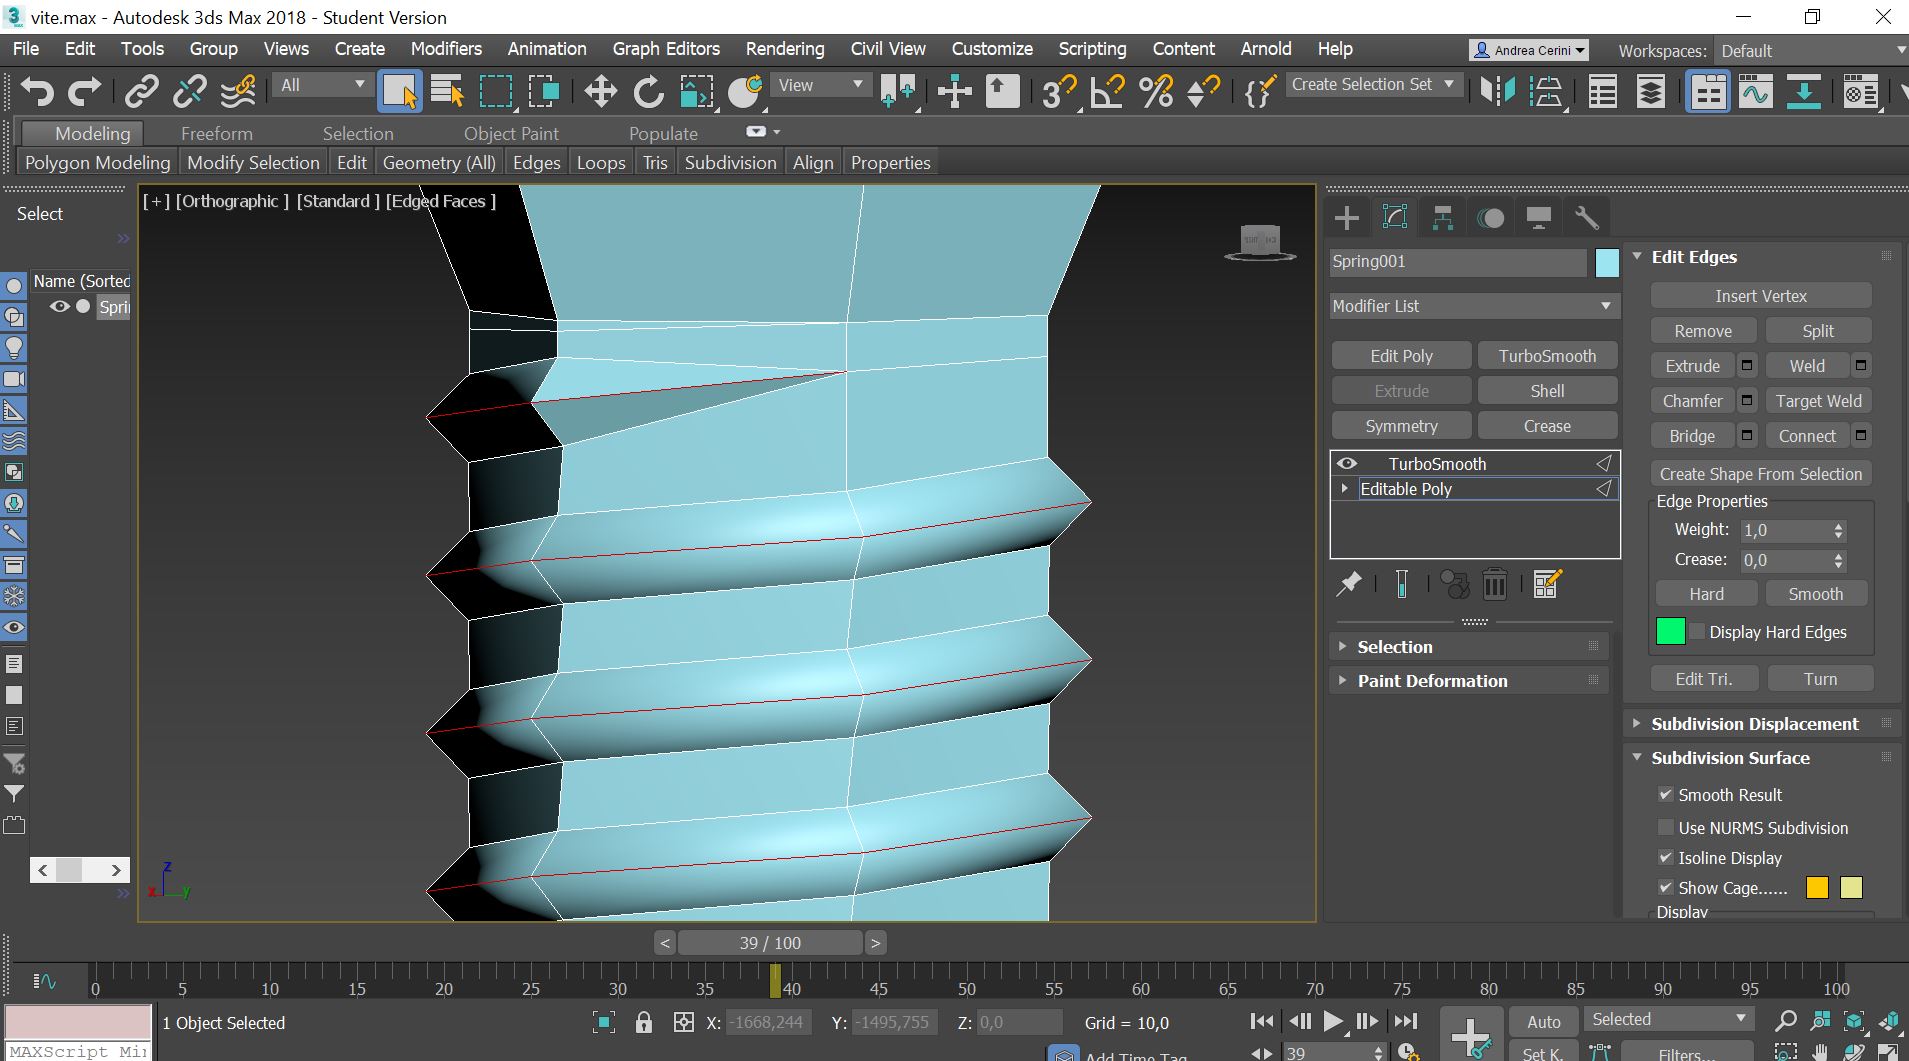 vite.max - Autodesk 3ds Max 2018 - Student Version
File Edit Tools Group Views Create Modifiers Animation Graph Editors Rendering Civil View Customize Scripting Content Arnold Help
Andrea Cerini
Workspaces: Default
All
View
Create Selection Set
Modeling Freeform Selection Object Paint Populate
Polygon Modeling Modify Selection Edit Geometry (All) Edges Loops Tris Subdivision Align Properties
Select
Name (Sorted
Spri
[ + ] [Orthographic ] [Standard ] [Edged Faces ]
z
x
y
Spring001
Modifier List
Edit Poly TurboSmooth
Extrude Shell
Symmetry Crease
TurboSmooth
Editable Poly
Selection
Paint Deformation
Edit Edges
Insert Vertex
Remove Split
Extrude Weld
Chamfer Target Weld
Bridge Connect
Create Shape From Selection
Edge Properties
Weight: 1,0
Crease: 0,0
Hard Smooth
Display Hard Edges
Edit Tri. Turn
Subdivision Displacement
Subdivision Surface
Smooth Result
Use NURMS Subdivision
Isoline Display
Show Cage......
Display
< 39 / 100 >
0 5 10 15 20 25 30 35 40 45 50 55 60 65 70 75 80 85 90 95 100
1 Object Selected
X: -1668,244 Y: -1495,755 Z: 0,0 Grid = 10,0
Auto Selected
MAXScript Mi
Add Time Tag
39
Set K. Filters...